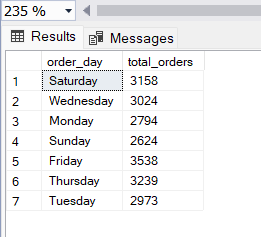 235 %
Results Messages
order_day total_orders
1 Saturday 3158
2 Wednesday 3024
3 Monday 2794
4 Sunday 2624
5 Friday 3538
6 Thursday 3239
7 Tuesday 2973